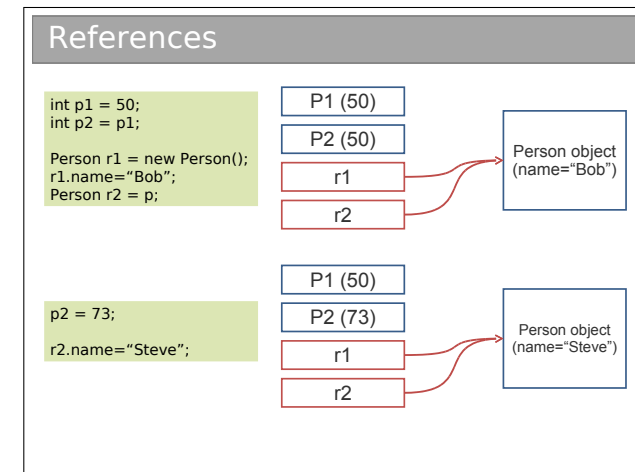 References
int p1 = 50;
int p2 = p1;
Person r1 = new Person();
r1.name=“Bob”;
Person r2 = p;
P1 (50)
P2 (50)
r1
r2
Person object
(name=“Bob”)
p2 = 73;
r2.name=“Steve”;
P1 (50)
P2 (73)
r1
r2
Person object
(name=“Steve”)